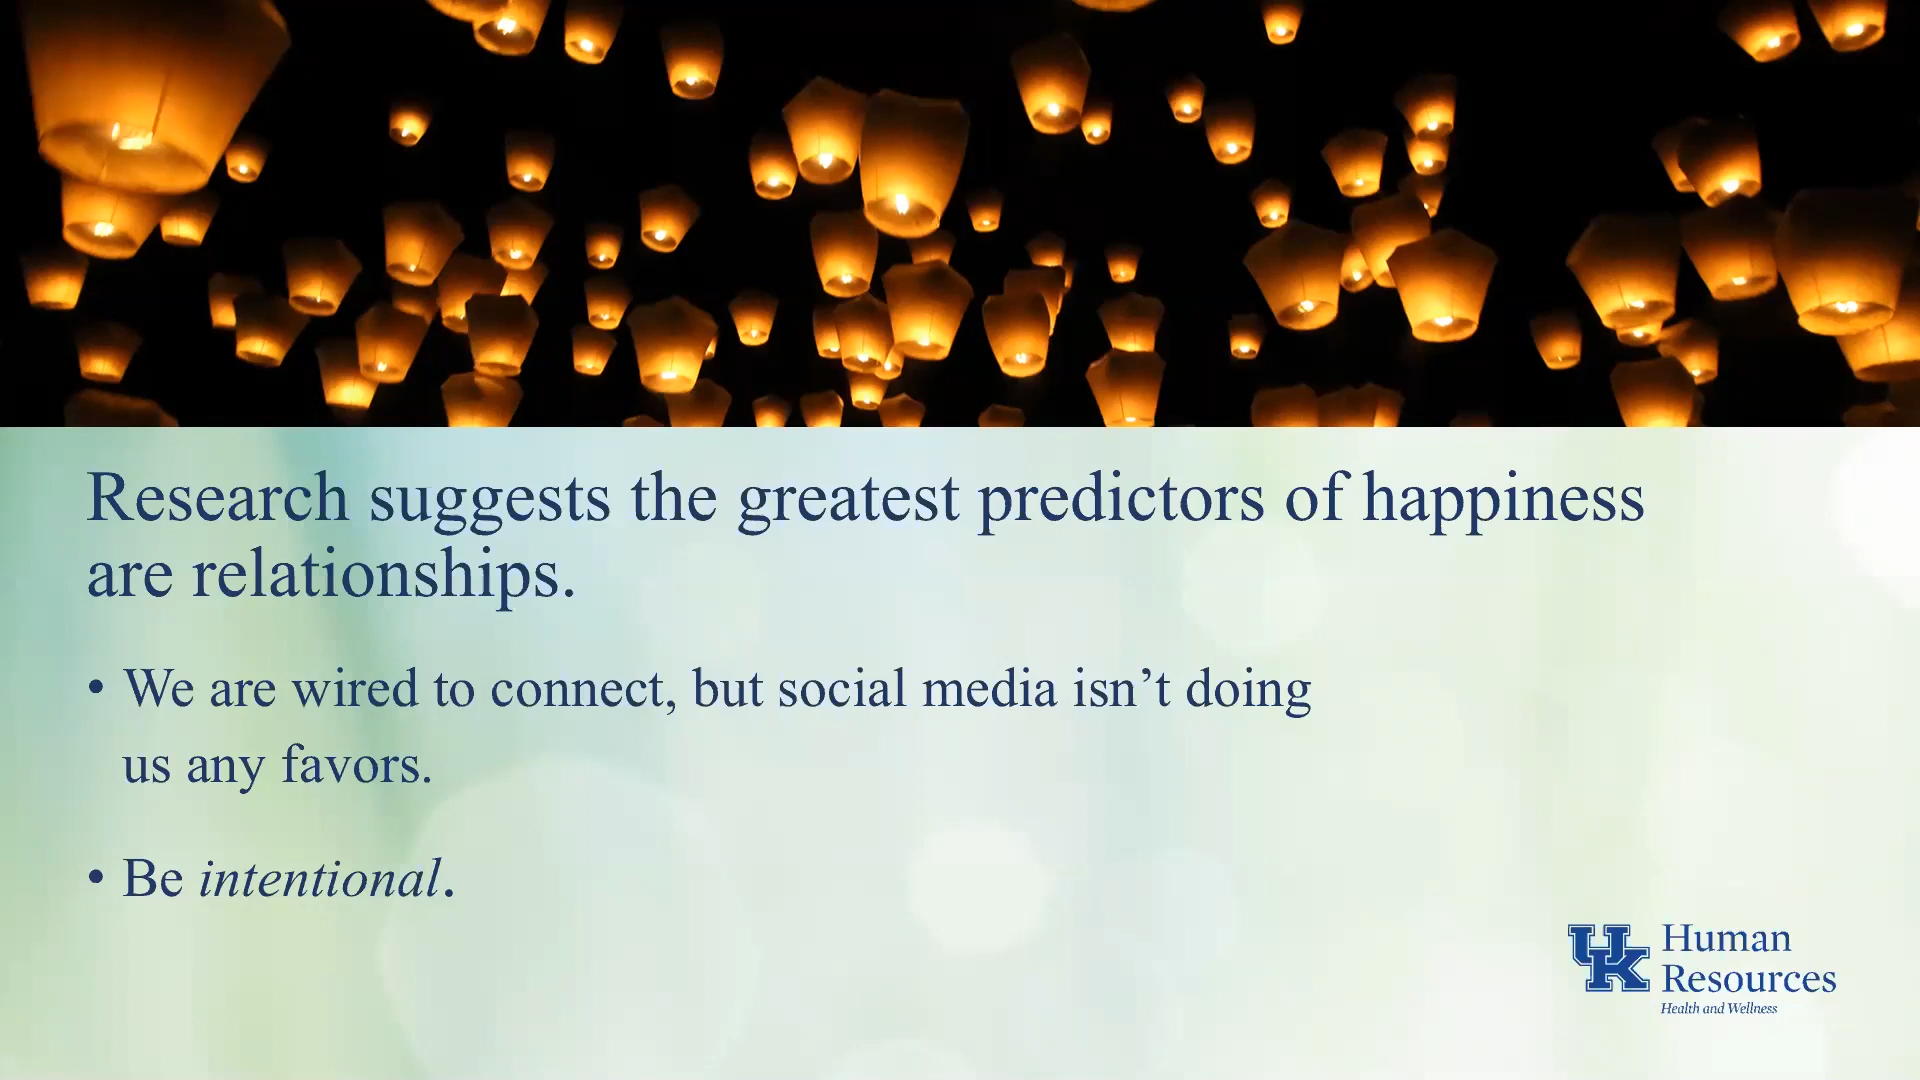 Research suggests the greatest predictors of happiness
are relationships.
• We are wired to connect, but social media isn’t doing
us any favors.
• Be intentional.
UK Human
Resources
Health and Wellness